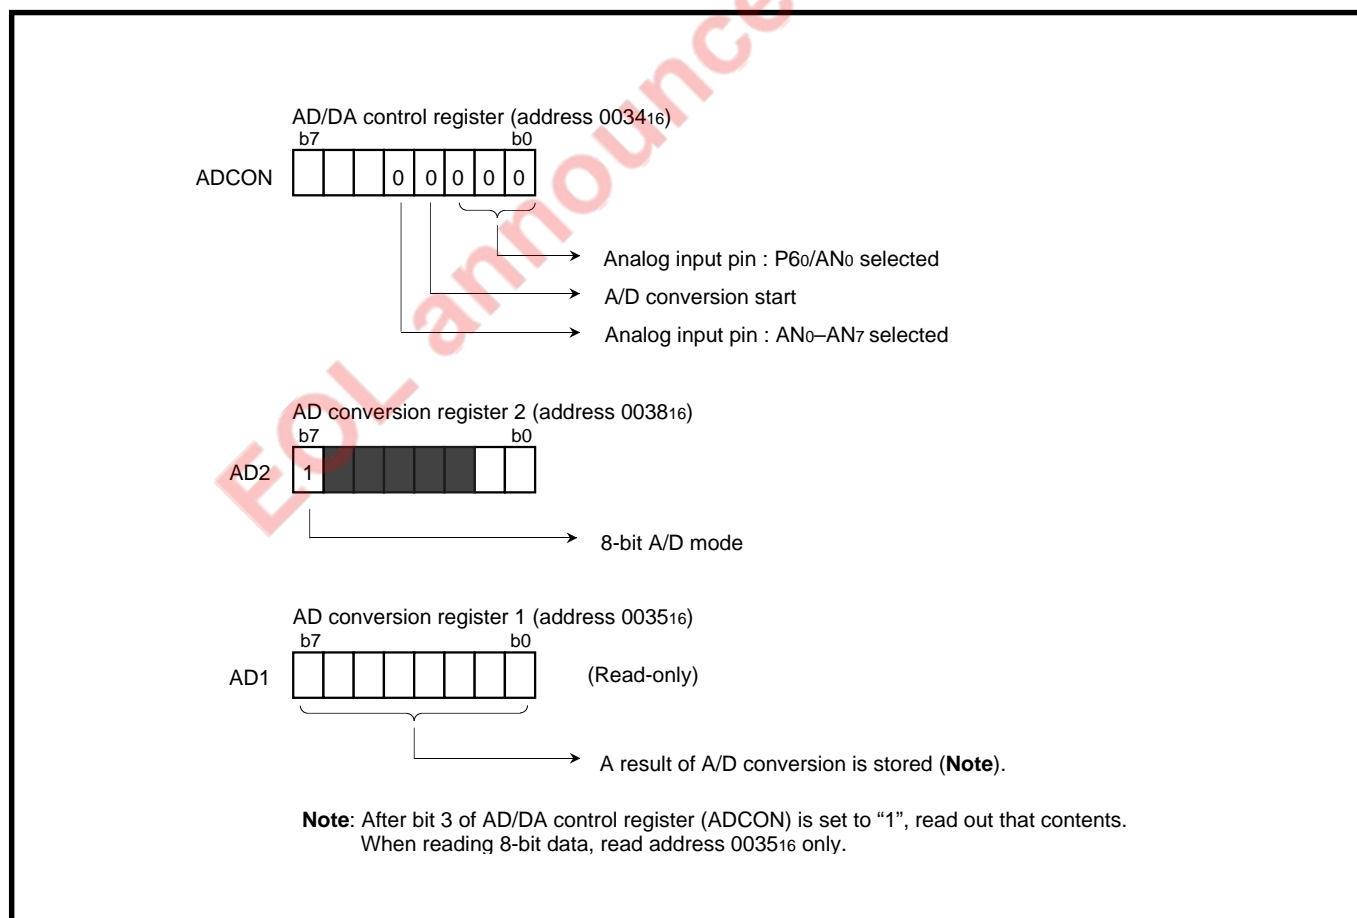 EOL announce
AD/DA control register (address 003416)
b7 b0
ADCON 0 0 0 0 0
Analog input pin : P60/AN0 selected
A/D conversion start
Analog input pin : AN0–AN7 selected
AD conversion register 2 (address 003816)
b7 b0
AD2 1
8-bit A/D mode
AD conversion register 1 (address 003516)
b7 b0
AD1 (Read-only)
A result of A/D conversion is stored (Note).
Note: After bit 3 of AD/DA control register (ADCON) is set to “1”, read out that contents.
When reading 8-bit data, read address 003516 only.